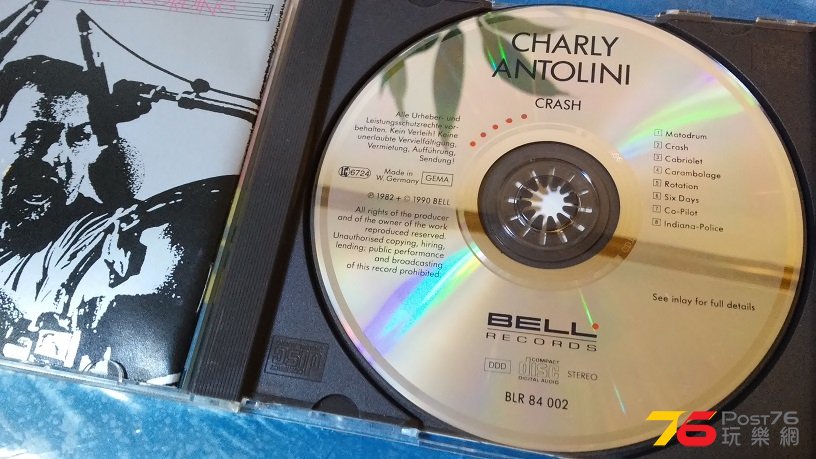 CHARLY
ANTOLINI
CRASH
Alle Urheber- und
Leistungsschutzrechte vor-
behalten. Kein Verleih! Keine
unerlaubte Vervielfältigung,
Vermietung, Aufführung,
Sendung!
LC 6724
Made in
W. Germany
GEMA
℗ 1982 + © 1990 BELL
All rights of the producer
and of the owner of the work
reproduced reserved.
Unauthorised copying, hiring,
lending, public performance
and broadcasting
of this record prohibited.
1 Motodrum
2 Crash
3 Cabriolet
4 Carambolage
5 Rotation
6 Six Days
7 Co-Pilot
8 Indiana-Police
See inlay for full details
BELL
RECORDS
DDD
COMPACT
disc
DIGITAL AUDIO
STEREO
BLR 84 002
disc
76 Post76
玩樂網